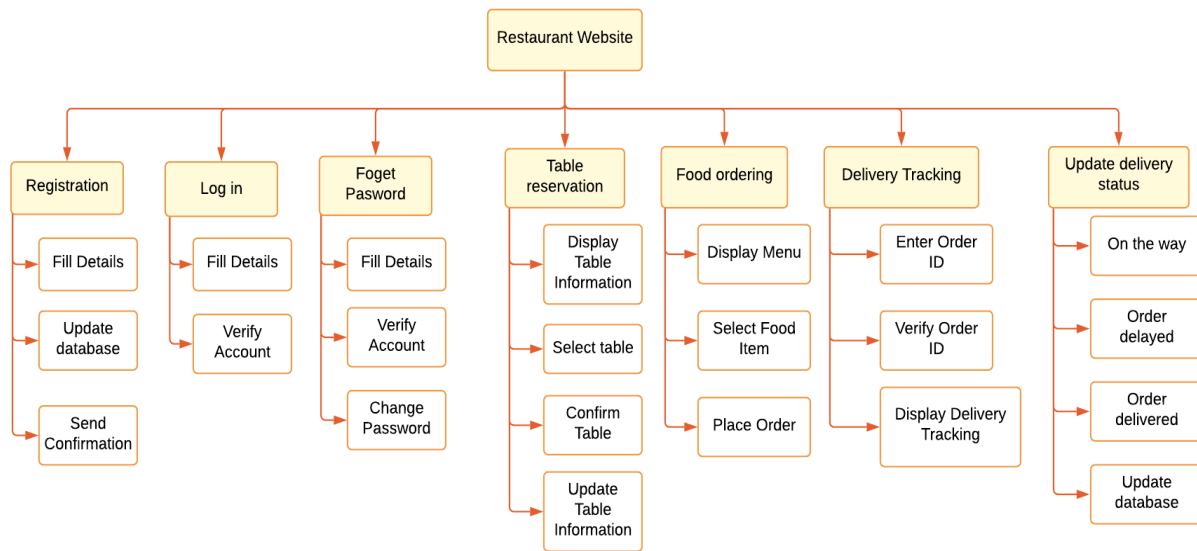 Restaurant Website
Registration
Log in
Foget
Pasword
Table
reservation
Food ordering
Delivery Tracking
Update delivery
status
Fill Details
Update
database
Send
Confirmation
Fill Details
Verify
Account
Fill Details
Verify
Account
Change
Password
Display
Table
Information
Select table
Confirm
Table
Update
Table
Information
Display Menu
Select Food
Item
Place Order
Enter Order
ID
Verify Order
ID
Display Delivery
Tracking
On the way
Order
delayed
Order
delivered
Update
database